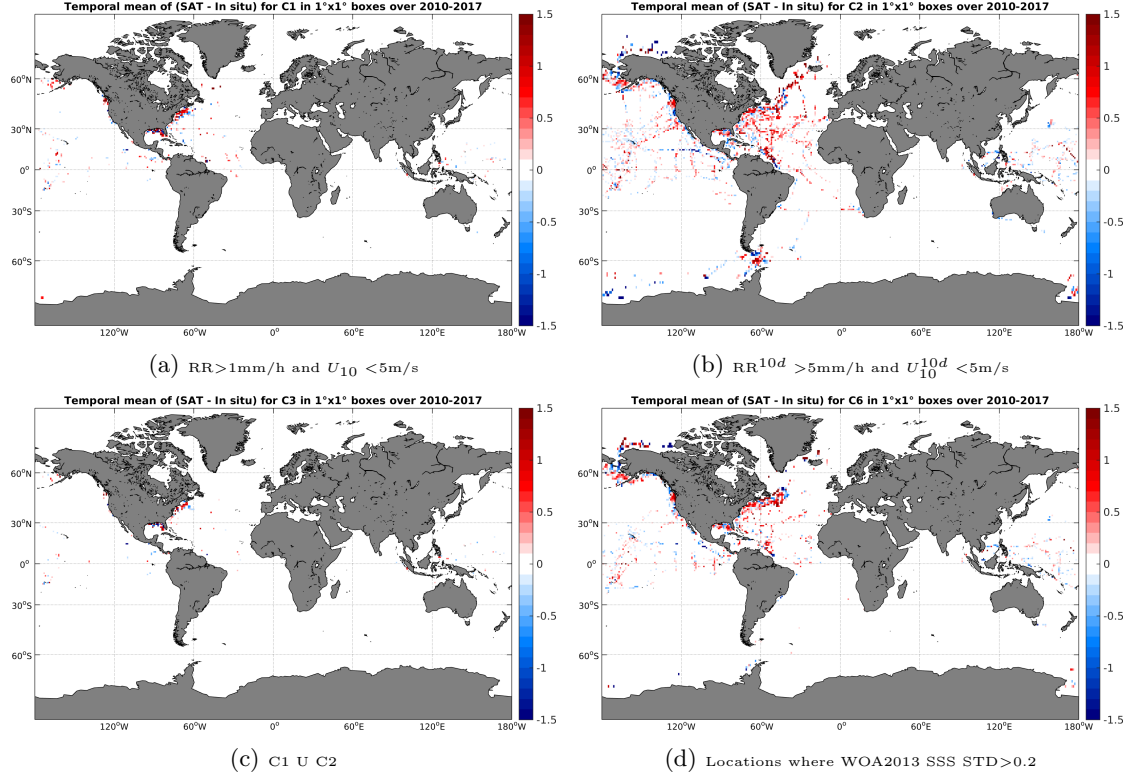 Temporal mean of (SAT - In situ) for C1 in 1°x1° boxes over 2010-2017
60°N
30°N
0°
30°S
60°S
120°W 60°W 0° 60°E 120°E 180°W
1.5
1
0.5
0
-0.5
-1
-1.5
(a) RR>1mm/h and U10 <5m/s
Temporal mean of (SAT - In situ) for C2 in 1°x1° boxes over 2010-2017
60°N
30°N
0°
30°S
60°S
120°W 60°W 0° 60°E 120°E 180°W
1.5
1
0.5
0
-0.5
-1
-1.5
(b) RR^10d >5mm/h and U10^10d <5m/s
Temporal mean of (SAT - In situ) for C3 in 1°x1° boxes over 2010-2017
60°N
30°N
0°
30°S
60°S
120°W 60°W 0° 60°E 120°E 180°W
1.5
1
0.5
0
-0.5
-1
-1.5
(c) C1 U C2
Temporal mean of (SAT - In situ) for C6 in 1°x1° boxes over 2010-2017
60°N
30°N
0°
30°S
60°S
120°W 60°W 0° 60°E 120°E 180°W
1.5
1
0.5
0
-0.5
-1
-1.5
(d) Locations where WOA2013 SSS STD>0.2